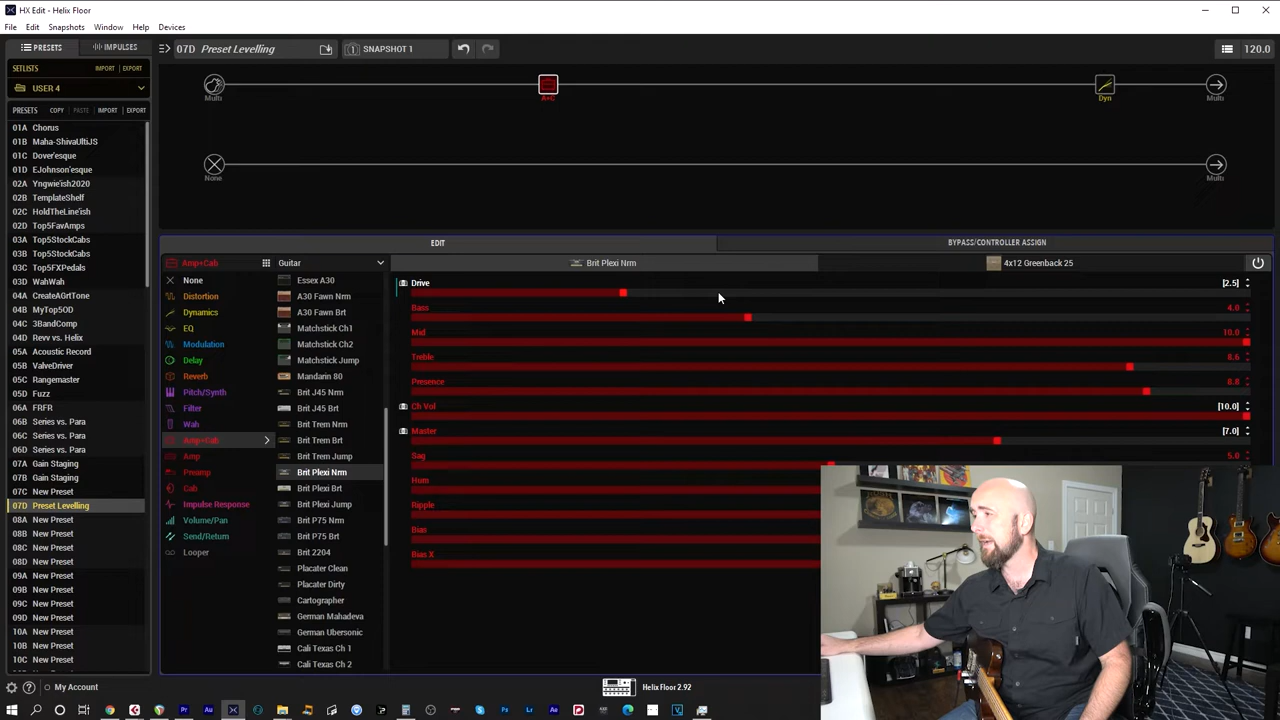 HX Edit - Helix Floor
File Edit Snapshots Window Help Devices
PRESETS IMPULSES
07D Preset Levelling
1 SNAPSHOT 1
120.0
SETLISTS IMPORT EXPORT
USER 4
PRESETS COPY PASTE IMPORT EXPORT
01A Chorus
01B Maha-ShivaUltiJS
01C Dover'esque
01D EJohnson'esque
02A Yngwie'ish2020
02B TemplateShelf
02C HoldTheLine'ish
02D Top5FavAmps
03A Top5StockCabs
03B Top5StockCabs
03C Top5FXPedals
03D WahWah
04A CreateAGrtTone
04B MyTop5OD
04C 3BandComp
04D Revv vs. Helix
05A Acoustic Record
05B ValveDriver
05C Rangemaster
05D Fuzz
06A FRFR
06B Series vs. Para
06C Series vs. Para
06D Series vs. Para
07A Gain Staging
07B Gain Staging
07C New Preset
07D Preset Levelling
08A New Preset
08B New Preset
08C New Preset
08D New Preset
09A New Preset
09B New Preset
09C New Preset
09D New Preset
10A New Preset
10B New Preset
10C New Preset
My Account
Multi A+C Dyn Multi
None Multi
EDIT BYPASS/CONTROLLER ASSIGN
Amp+Cab Guitar
Brit Plexi Nrm 4x12 Greenback 25
None
Distortion
Dynamics
EQ
Modulation
Delay
Reverb
Pitch/Synth
Filter
Wah
Amp+Cab
Amp
Preamp
Cab
Impulse Response
Volume/Pan
Send/Return
Looper
Essex A30
A30 Fawn Nrm
A30 Fawn Brt
Matchstick Ch1
Matchstick Ch2
Matchstick Jump
Mandarin 80
Brit J45 Nrm
Brit J45 Brt
Brit Trem Nrm
Brit Trem Brt
Brit Trem Jump
Brit Plexi Nrm
Brit Plexi Brt
Brit Plexi Jump
Brit P75 Nrm
Brit P75 Brt
Brit 2204
Placater Clean
Placater Dirty
Cartographer
German Mahadeva
German Ubersonic
Cali Texas Ch 1
Cali Texas Ch 2
Drive [2.5]
Bass 4.0
Mid 10.0
Treble 8.6
Presence 8.8
Ch Vol [10.0]
Master [7.0]
Sag 5.0
Hum
Ripple
Bias
Bias X
Helix Floor 2.92